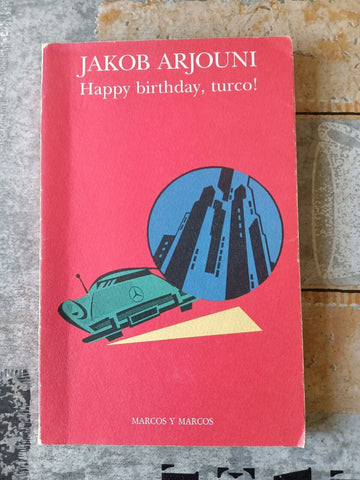 JAKOB ARJOUNI
Happy birthday, turco!
MARCOS Y MARCOS